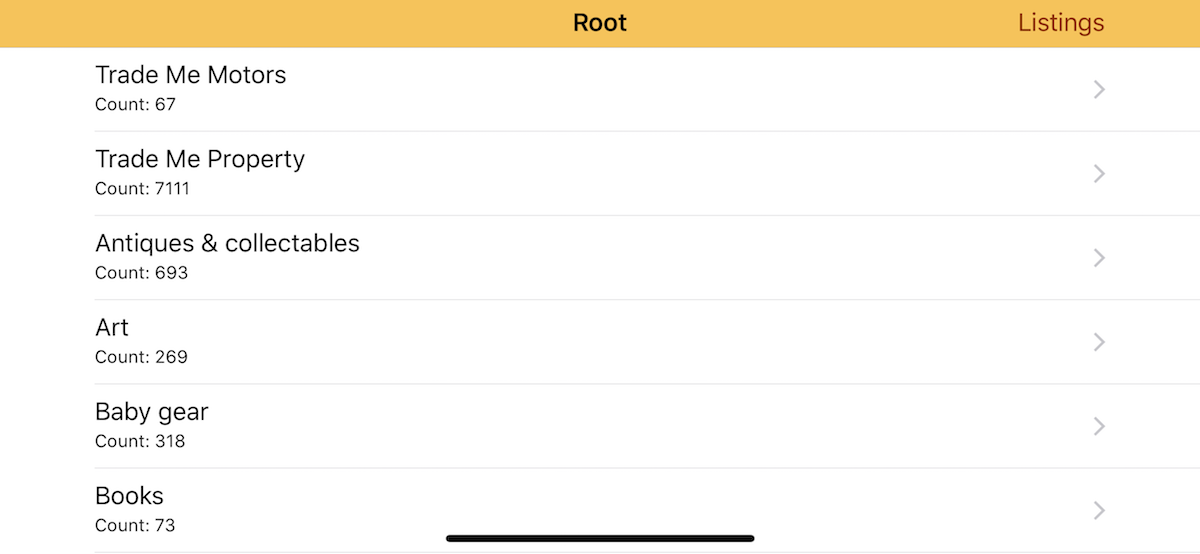 Root
Listings
Trade Me Motors
Count: 67
Trade Me Property
Count: 7111
Antiques & collectables
Count: 693
Art
Count: 269
Baby gear
Count: 318
Books
Count: 73